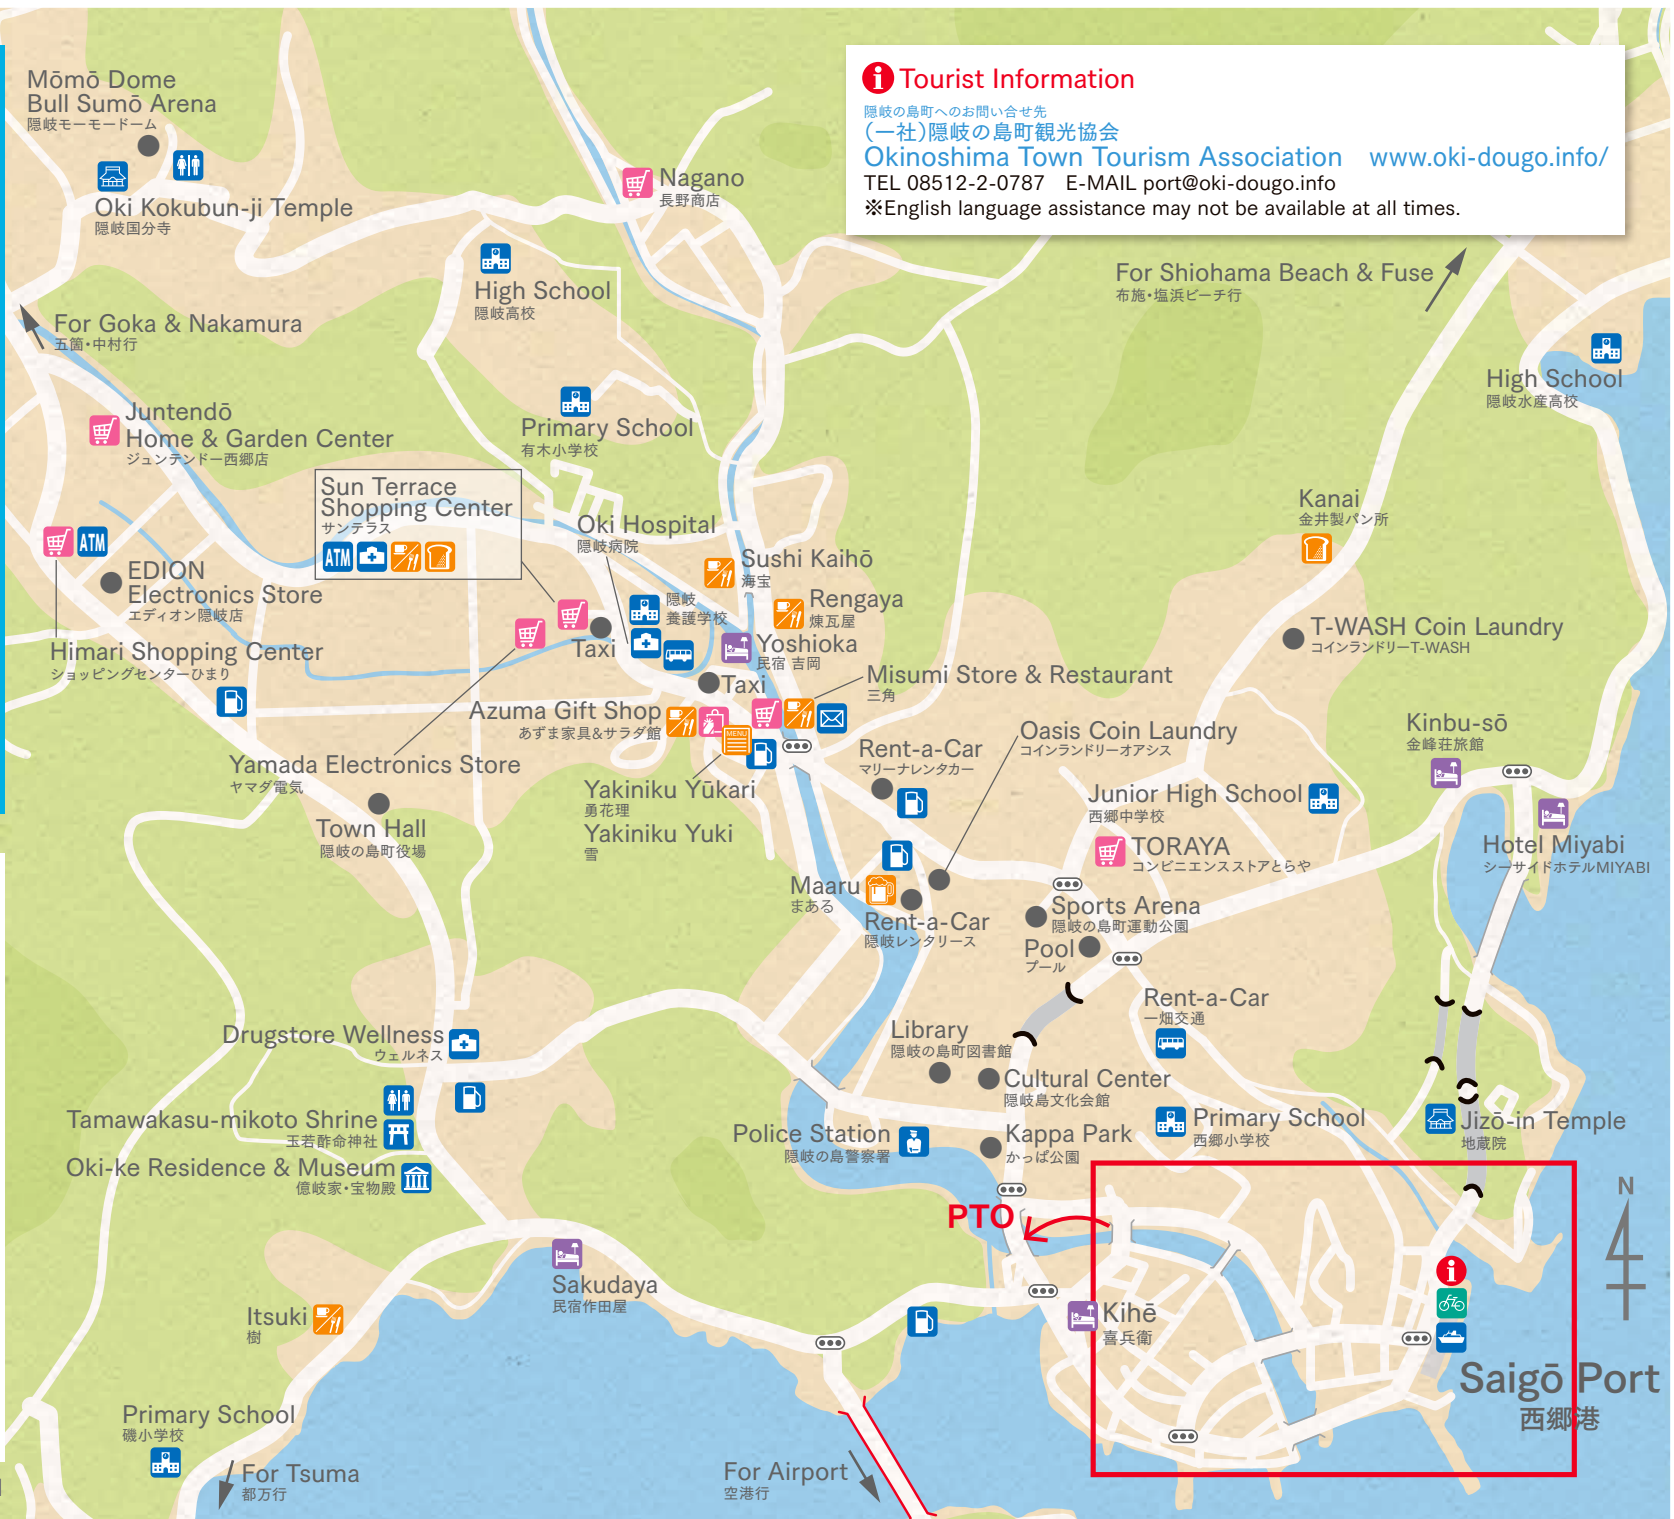 Tourist Information
隠岐の島町へのお問い合せ先
(一社)隠岐の島町観光協会
Okinoshima Town Tourism Association www.oki-dougo.info/
TEL 08512-2-0787 E-MAIL port@oki-dougo.info
※English language assistance may not be available at all times.
Mōmō Dome
Bull Sumō Arena
隠岐モーモードーム
Oki Kokubun-ji Temple
隠岐国分寺
Nagano
長野商店
High School
隠岐高校
For Shiohama Beach & Fuse
布施・塩浜ビーチ行
For Goka & Nakamura
五箇・中村行
High School
隠岐水産高校
Juntendō
Home & Garden Center
ジュンテンドー西郷店
Primary School
有木小学校
Sun Terrace
Shopping Center
サンテラス
ATM
Kanai
金井製パン所
Oki Hospital
隠岐病院
ATM
Sushi Kaihō
海宝
EDION
Electronics Store
エディオン隠岐店
隠岐
養護学校
Rengaya
煉瓦屋
T-WASH Coin Laundry
コインランドリーT-WASH
Himari Shopping Center
ショッピングセンターひまり
Taxi
Yoshioka
民宿 吉岡
Misumi Store & Restaurant
三角
Taxi
Azuma Gift Shop
あずま家具&サラダ館
MENU
Oasis Coin Laundry
コインランドリーオアシス
Kinbu-sō
金峰荘旅館
Yamada Electronics Store
ヤマダ電気
Rent-a-Car
マリーナレンタカー
Yakiniku Yūkari
勇花理
Yakiniku Yuki
雪
Junior High School
西郷中学校
Town Hall
隠岐の島町役場
TORAYA
コンビニエンスストアとらや
Hotel Miyabi
シーサイドホテルMIYABI
Maaru
まある
Rent-a-Car
隠岐レンタリース
Sports Arena
隠岐の島町運動公園
Pool
プール
Rent-a-Car
一畑交通
Drugstore Wellness
ウェルネス
Library
隠岐の島町図書館
Cultural Center
隠岐島文化会館
Tamawakasu-mikoto Shrine
玉若酢命神社
Primary School
西郷小学校
Jizō-in Temple
地蔵院
Police Station
隠岐の島警察署
Kappa Park
かっぱ公園
Oki-ke Residence & Museum
億岐家・宝物殿
N
PTO
Sakudaya
民宿作田屋
Itsuki
樹
Kihē
喜兵衛
Saigō Port
西郷港
Primary School
磯小学校
For Tsuma
都万行
For Airport
空港行